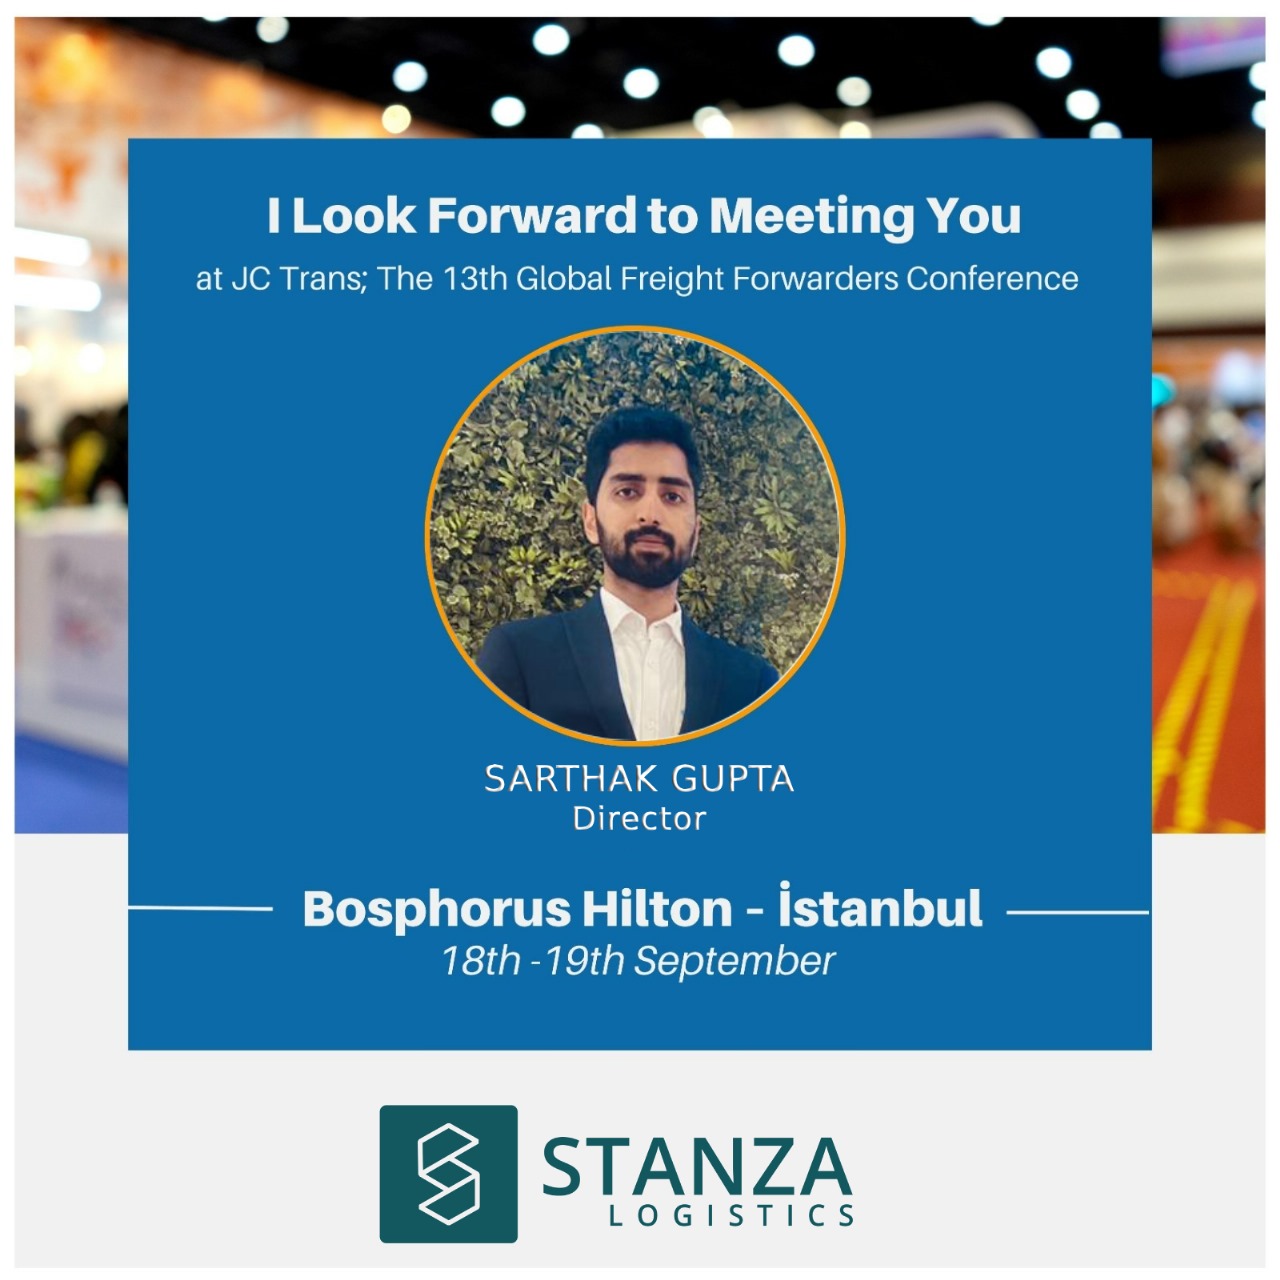 I Look Forward to Meeting You
at JC Trans; The 13th Global Freight Forwarders Conference
SARTHAK GUPTA
Director
Bosphorus Hilton - İstanbul
18th -19th September
STANZA
LOGISTICS